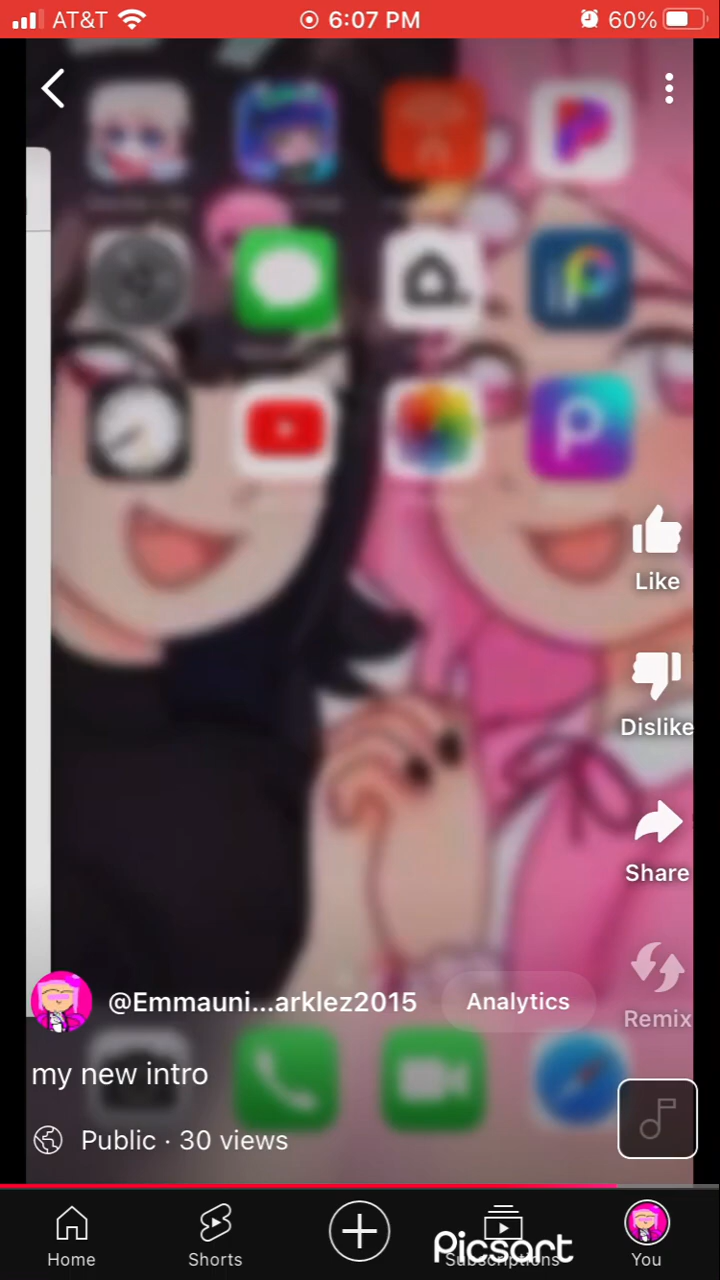 AT&T 6:07 PM 60%
Like
Dislike
Share
Remix
@Emmauni...arklez2015 Analytics
my new intro
Public · 30 views
Home Shorts Subscriptions You
Picsart